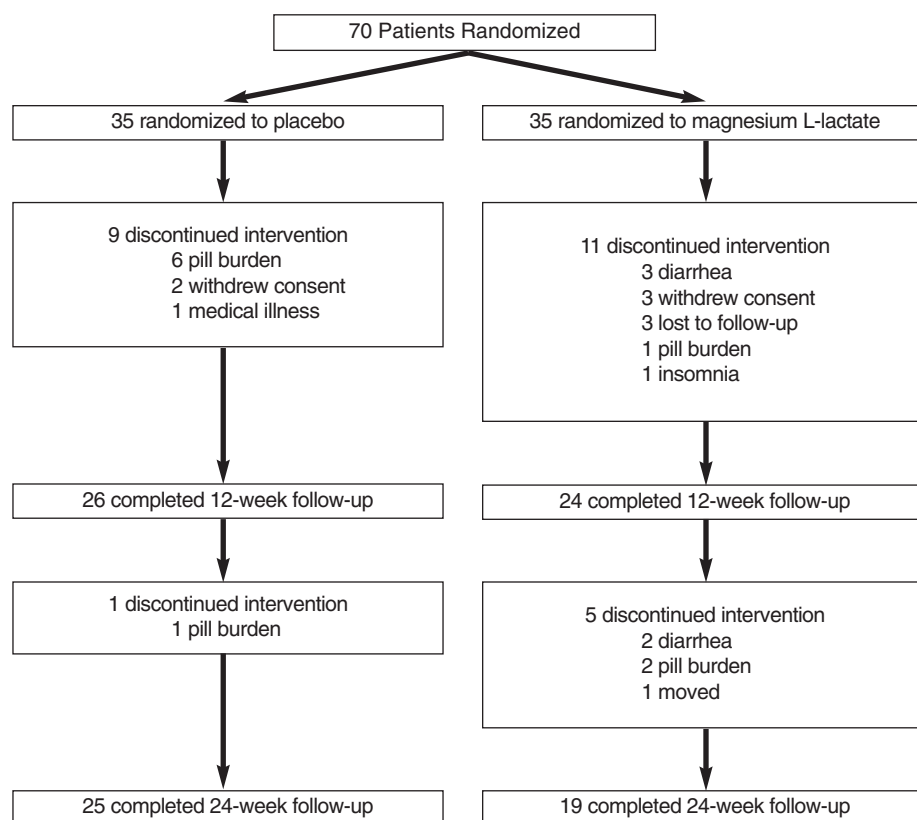 70 Patients Randomized
35 randomized to placebo
35 randomized to magnesium L-lactate
9 discontinued intervention
6 pill burden
2 withdrew consent
1 medical illness
11 discontinued intervention
3 diarrhea
3 withdrew consent
3 lost to follow-up
1 pill burden
1 insomnia
26 completed 12-week follow-up
24 completed 12-week follow-up
1 discontinued intervention
1 pill burden
5 discontinued intervention
2 diarrhea
2 pill burden
1 moved
25 completed 24-week follow-up
19 completed 24-week follow-up